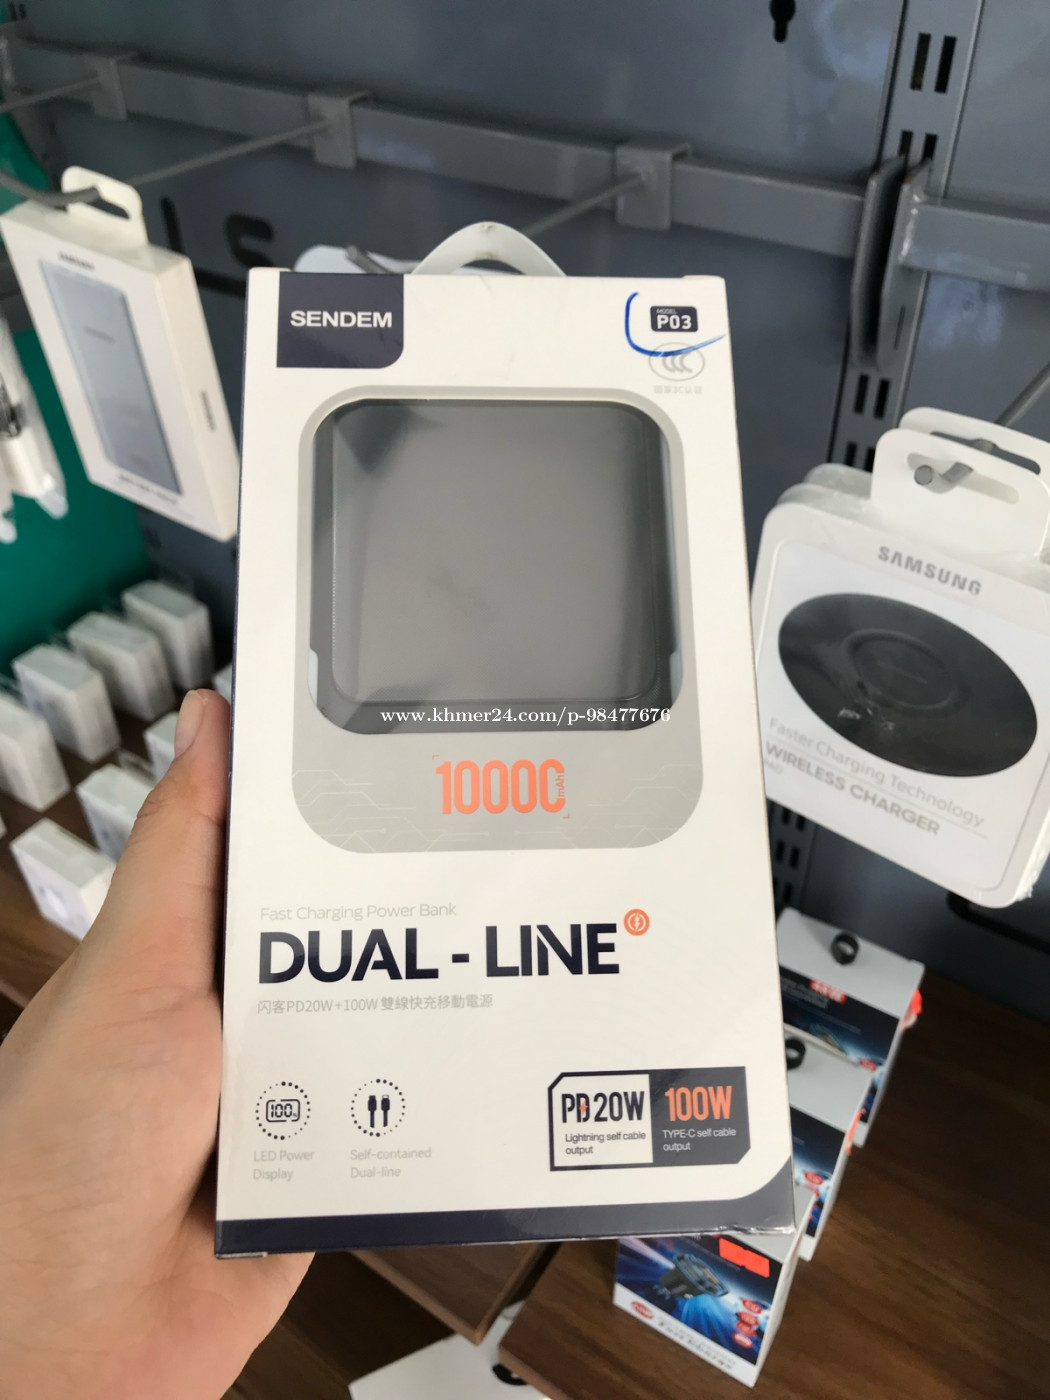 SAMSUNG
SENDEM
MODEL
P03
CCC
www.khmer24.com/p-98477676
10000
mAh
Fast Charging Power Bank
DUAL - LINE
闪客PD20W+100W 雙線快充移動電源
100%
LED Power
Display
Self-contained
Dual-line
PD20W
Lightning self cable
output
100W
TYPE-C self cable
output
SAMSUNG
Faster Charging Technology
WIRELESS CHARGER